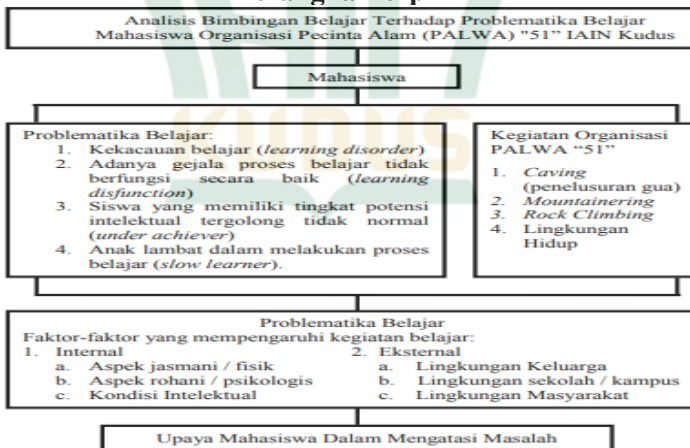 Analisis Bimbingan Belajar Terhadap Problematika Belajar
Mahasiswa Organisasi Pecinta Alam (PALWA) "51" IAIN Kudus
Mahasiswa
Problematika Belajar:
1. Kekacauan belajar (learning disorder)
2. Adanya gejala proses belajar tidak
berfungsi secara baik (learning
disfunction)
3. Siswa yang memiliki tingkat potensi
intelektual tergolong tidak normal
(under achiever)
4. Anak lambat dalam melakukan proses
belajar (slow learner).
Kegiatan Organisasi
PALWA “51”
1. Caving
(penelusuran gua)
2. Mountainering
3. Rock Climbing
4. Lingkungan
Hidup
Problematika Belajar
Faktor-faktor yang mempengaruhi kegiatan belajar:
1. Internal
a. Aspek jasmani / fisik
b. Aspek rohani / psikologis
c. Kondisi Intelektual
2. Eksternal
a. Lingkungan Keluarga
b. Lingkungan sekolah / kampus
c. Lingkungan Masyarakat
Upaya Mahasiswa Dalam Mengatasi Masalah
KUDUS